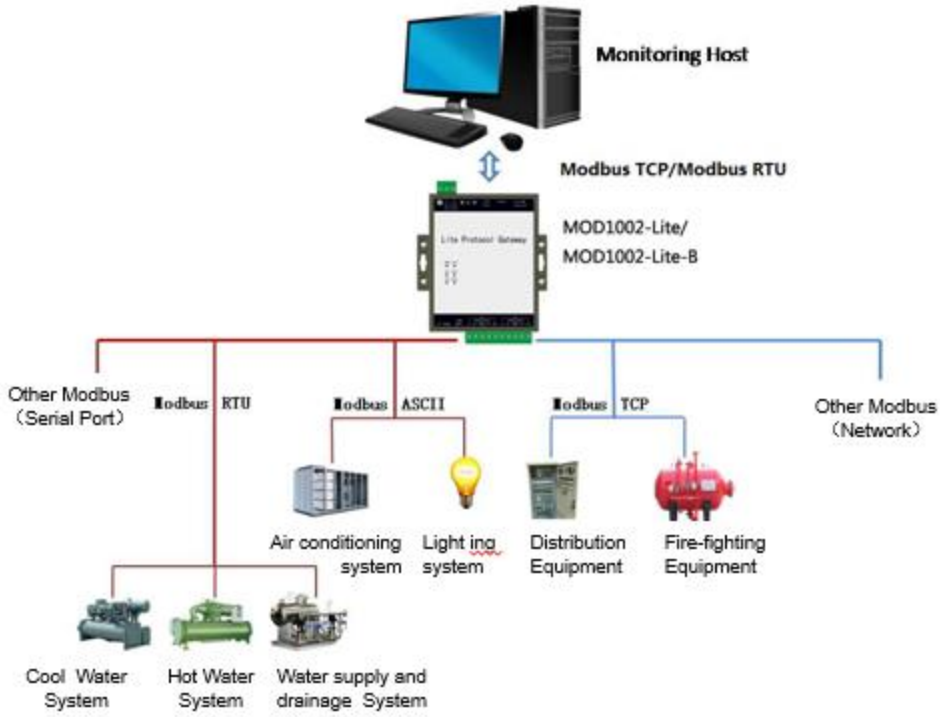 Monitoring Host
Modbus TCP/Modbus RTU
Lite Protocol Gateway
MOD1002-Lite/
MOD1002-Lite-B
Other Modbus
（Serial Port）
Modbus RTU
Modbus ASCII
Modbus TCP
Other Modbus
（Network）
Air conditioning
system
Light ing
system
Distribution
Equipment
Fire-fighting
Equipment
Cool Water
System
Hot Water
System
Water supply and
drainage System